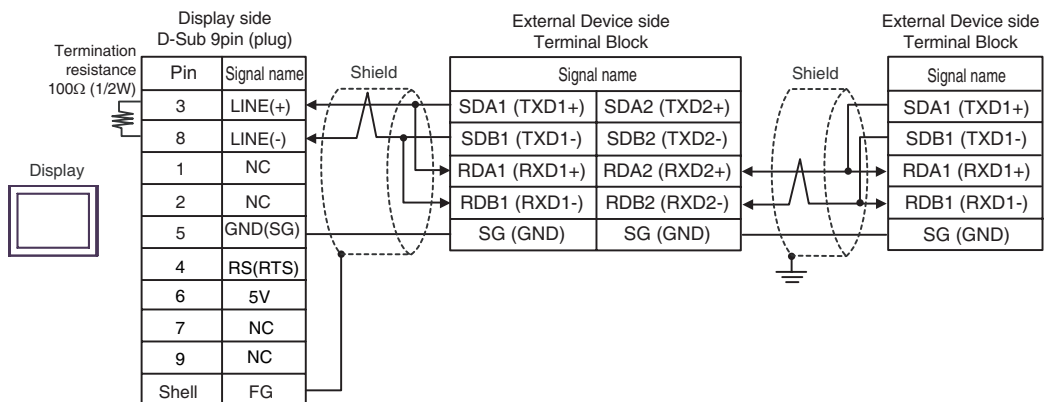 Display side
D-Sub 9pin (plug)
Termination
resistance
100Ω (1/2W)
Pin Signal name
3 LINE(+)
8 LINE(-)
1 NC
2 NC
5 GND(SG)
4 RS(RTS)
6 5V
7 NC
9 NC
Shell FG
Display
Shield
External Device side
Terminal Block
Signal name
SDA1 (TXD1+) SDA2 (TXD2+)
SDB1 (TXD1-) SDB2 (TXD2-)
RDA1 (RXD1+) RDA2 (RXD2+)
RDB1 (RXD1-) RDB2 (RXD2-)
SG (GND) SG (GND)
Shield
External Device side
Terminal Block
Signal name
SDA1 (TXD1+)
SDB1 (TXD1-)
RDA1 (RXD1+)
RDB1 (RXD1-)
SG (GND)